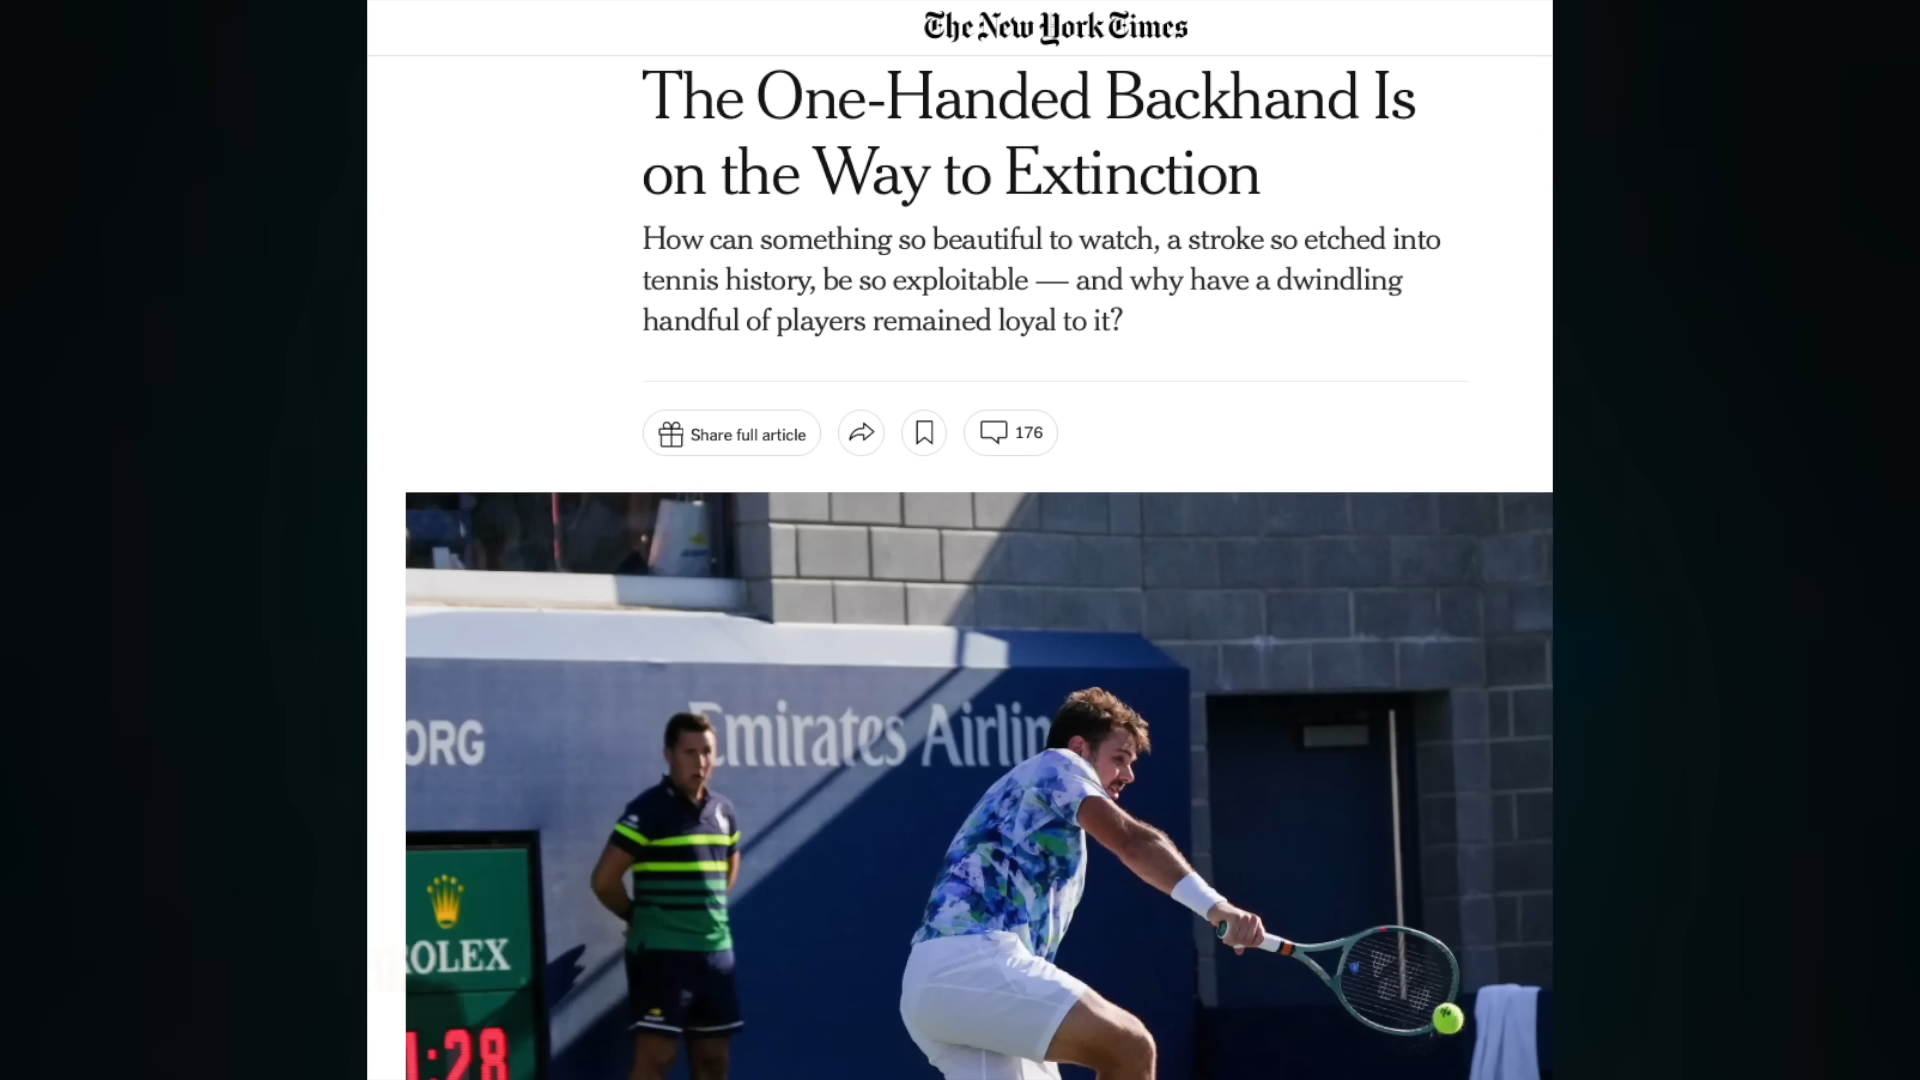 The New York Times
The One-Handed Backhand Is
on the Way to Extinction
How can something so beautiful to watch, a stroke so etched into
tennis history, be so exploitable — and why have a dwindling
handful of players remained loyal to it?
Share full article
176
ORG
Emirates Airlin
ROLEX
1:28